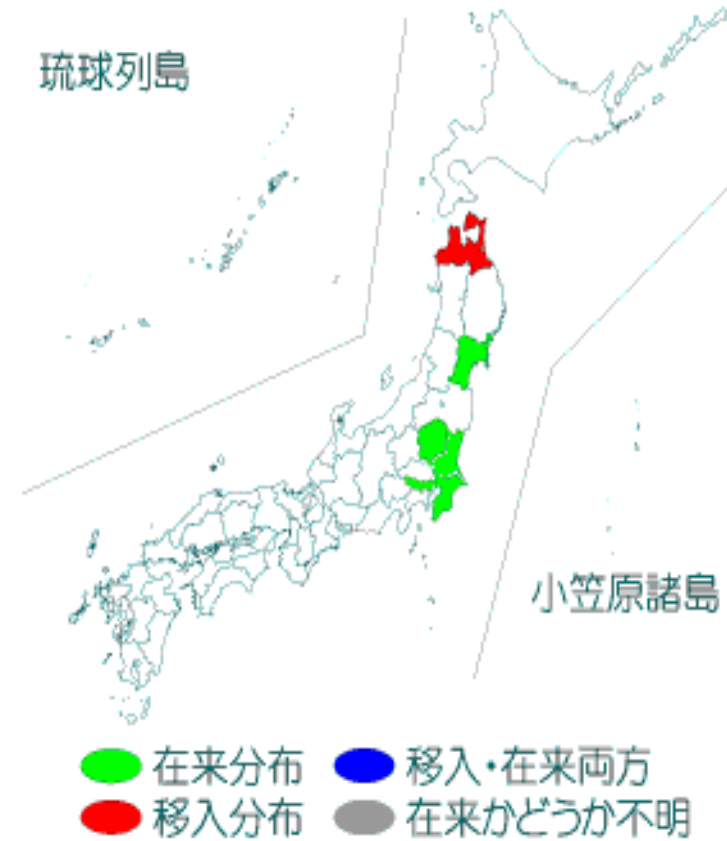 琉球列島
小笠原諸島
在来分布
移入・在来両方
移入分布
在来かどうか不明